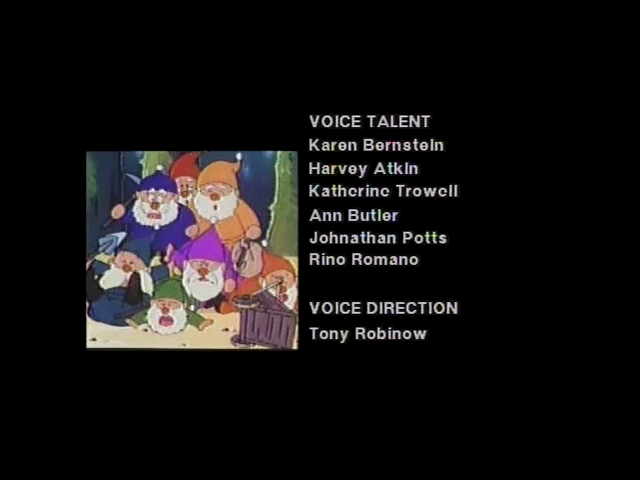 VOICE TALENT
Karen Bernstein
Harvey Atkin
Katherine Trowell
Ann Butler
Johnathan Potts
Rino Romano
VOICE DIRECTION
Tony Robinow